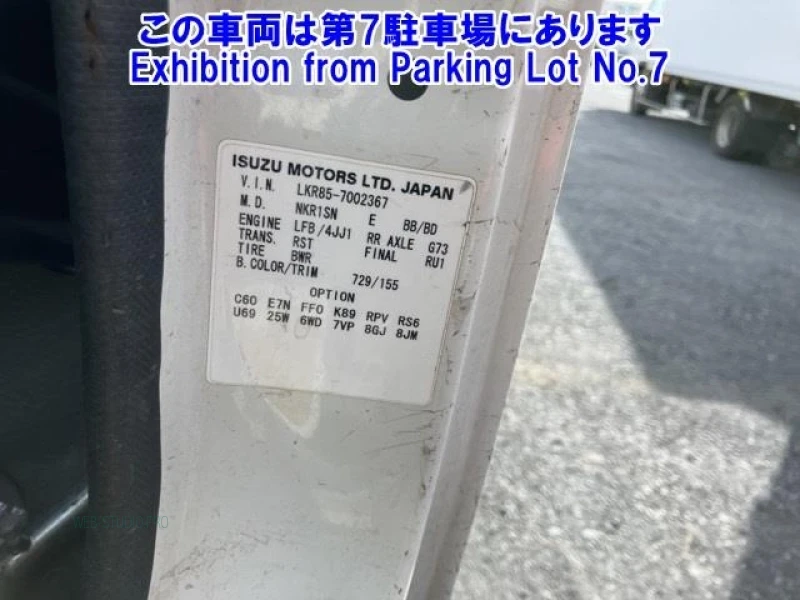 この車両は第7駐車場にあります
Exhibition from Parking Lot No.7
ISUZU MOTORS LTD. JAPAN
V.I.N. LKR85-7002367
M.D. NKR1SN E BB/BD
ENGINE LFB/4JJ1 RR AXLE G73
TRANS. RST FINAL RU1
TIRE BWR
B.COLOR/TRIM 729/155
OPTION
C60 E7N FF0 K89 RPV RS6
U69 25W 6WD 7VP 8GJ 8JM